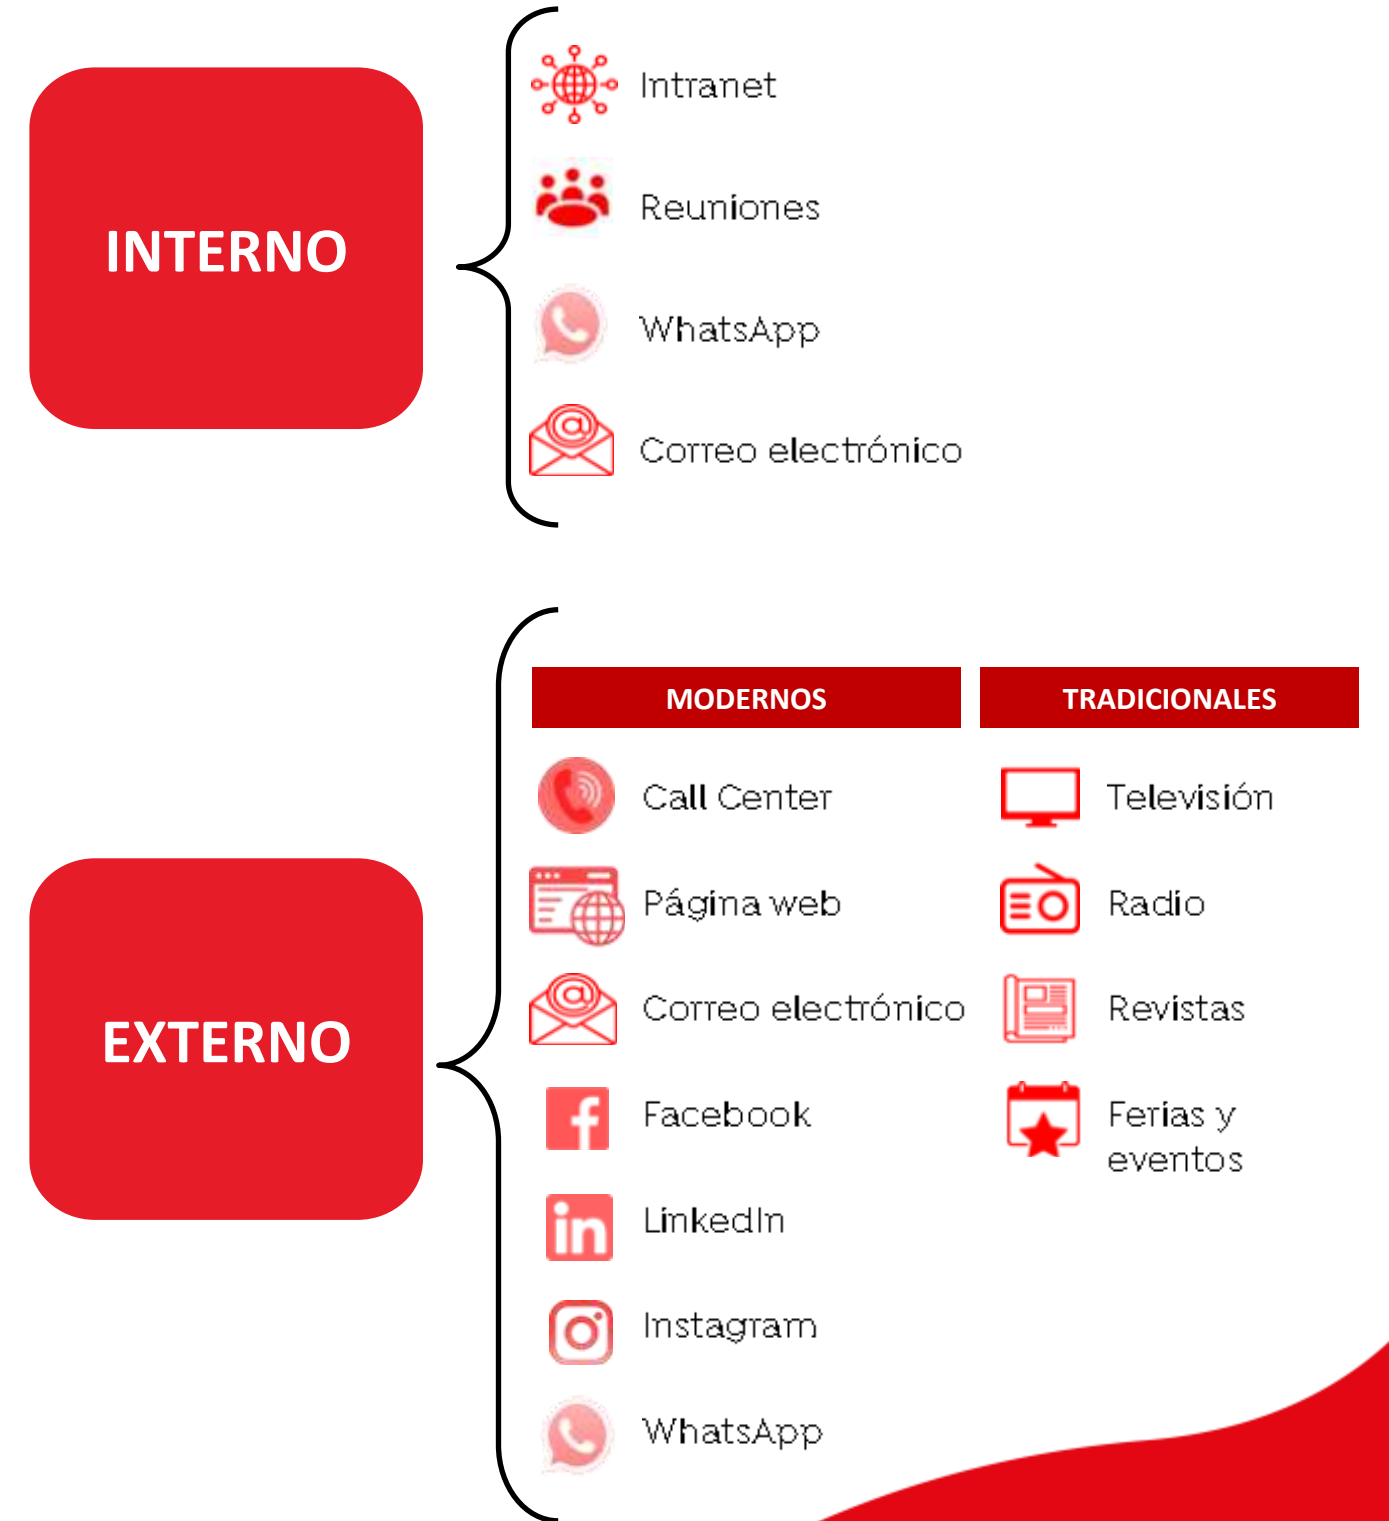 INTERNO
Intranet
Reuniones
WhatsApp
Correo electrónico
EXTERNO
MODERNOS
Call Center
Página web
Correo electrónico
Facebook
LinkedIn
Instagram
WhatsApp
TRADICIONALES
Televisión
Radio
Revistas
Ferias y
eventos